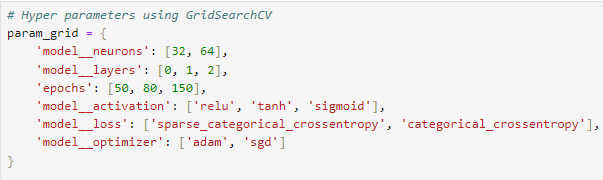 # Hyper parameters using GridSearchCV
param_grid = {
    'model__neurons': [32, 64],
    'model__layers': [0, 1, 2],
    'epochs': [50, 80, 150],
    'model__activation': ['relu', 'tanh', 'sigmoid'],
    'model__loss': ['sparse_categorical_crossentropy', 'categorical_crossentropy'],
    'model__optimizer': ['adam', 'sgd']
}